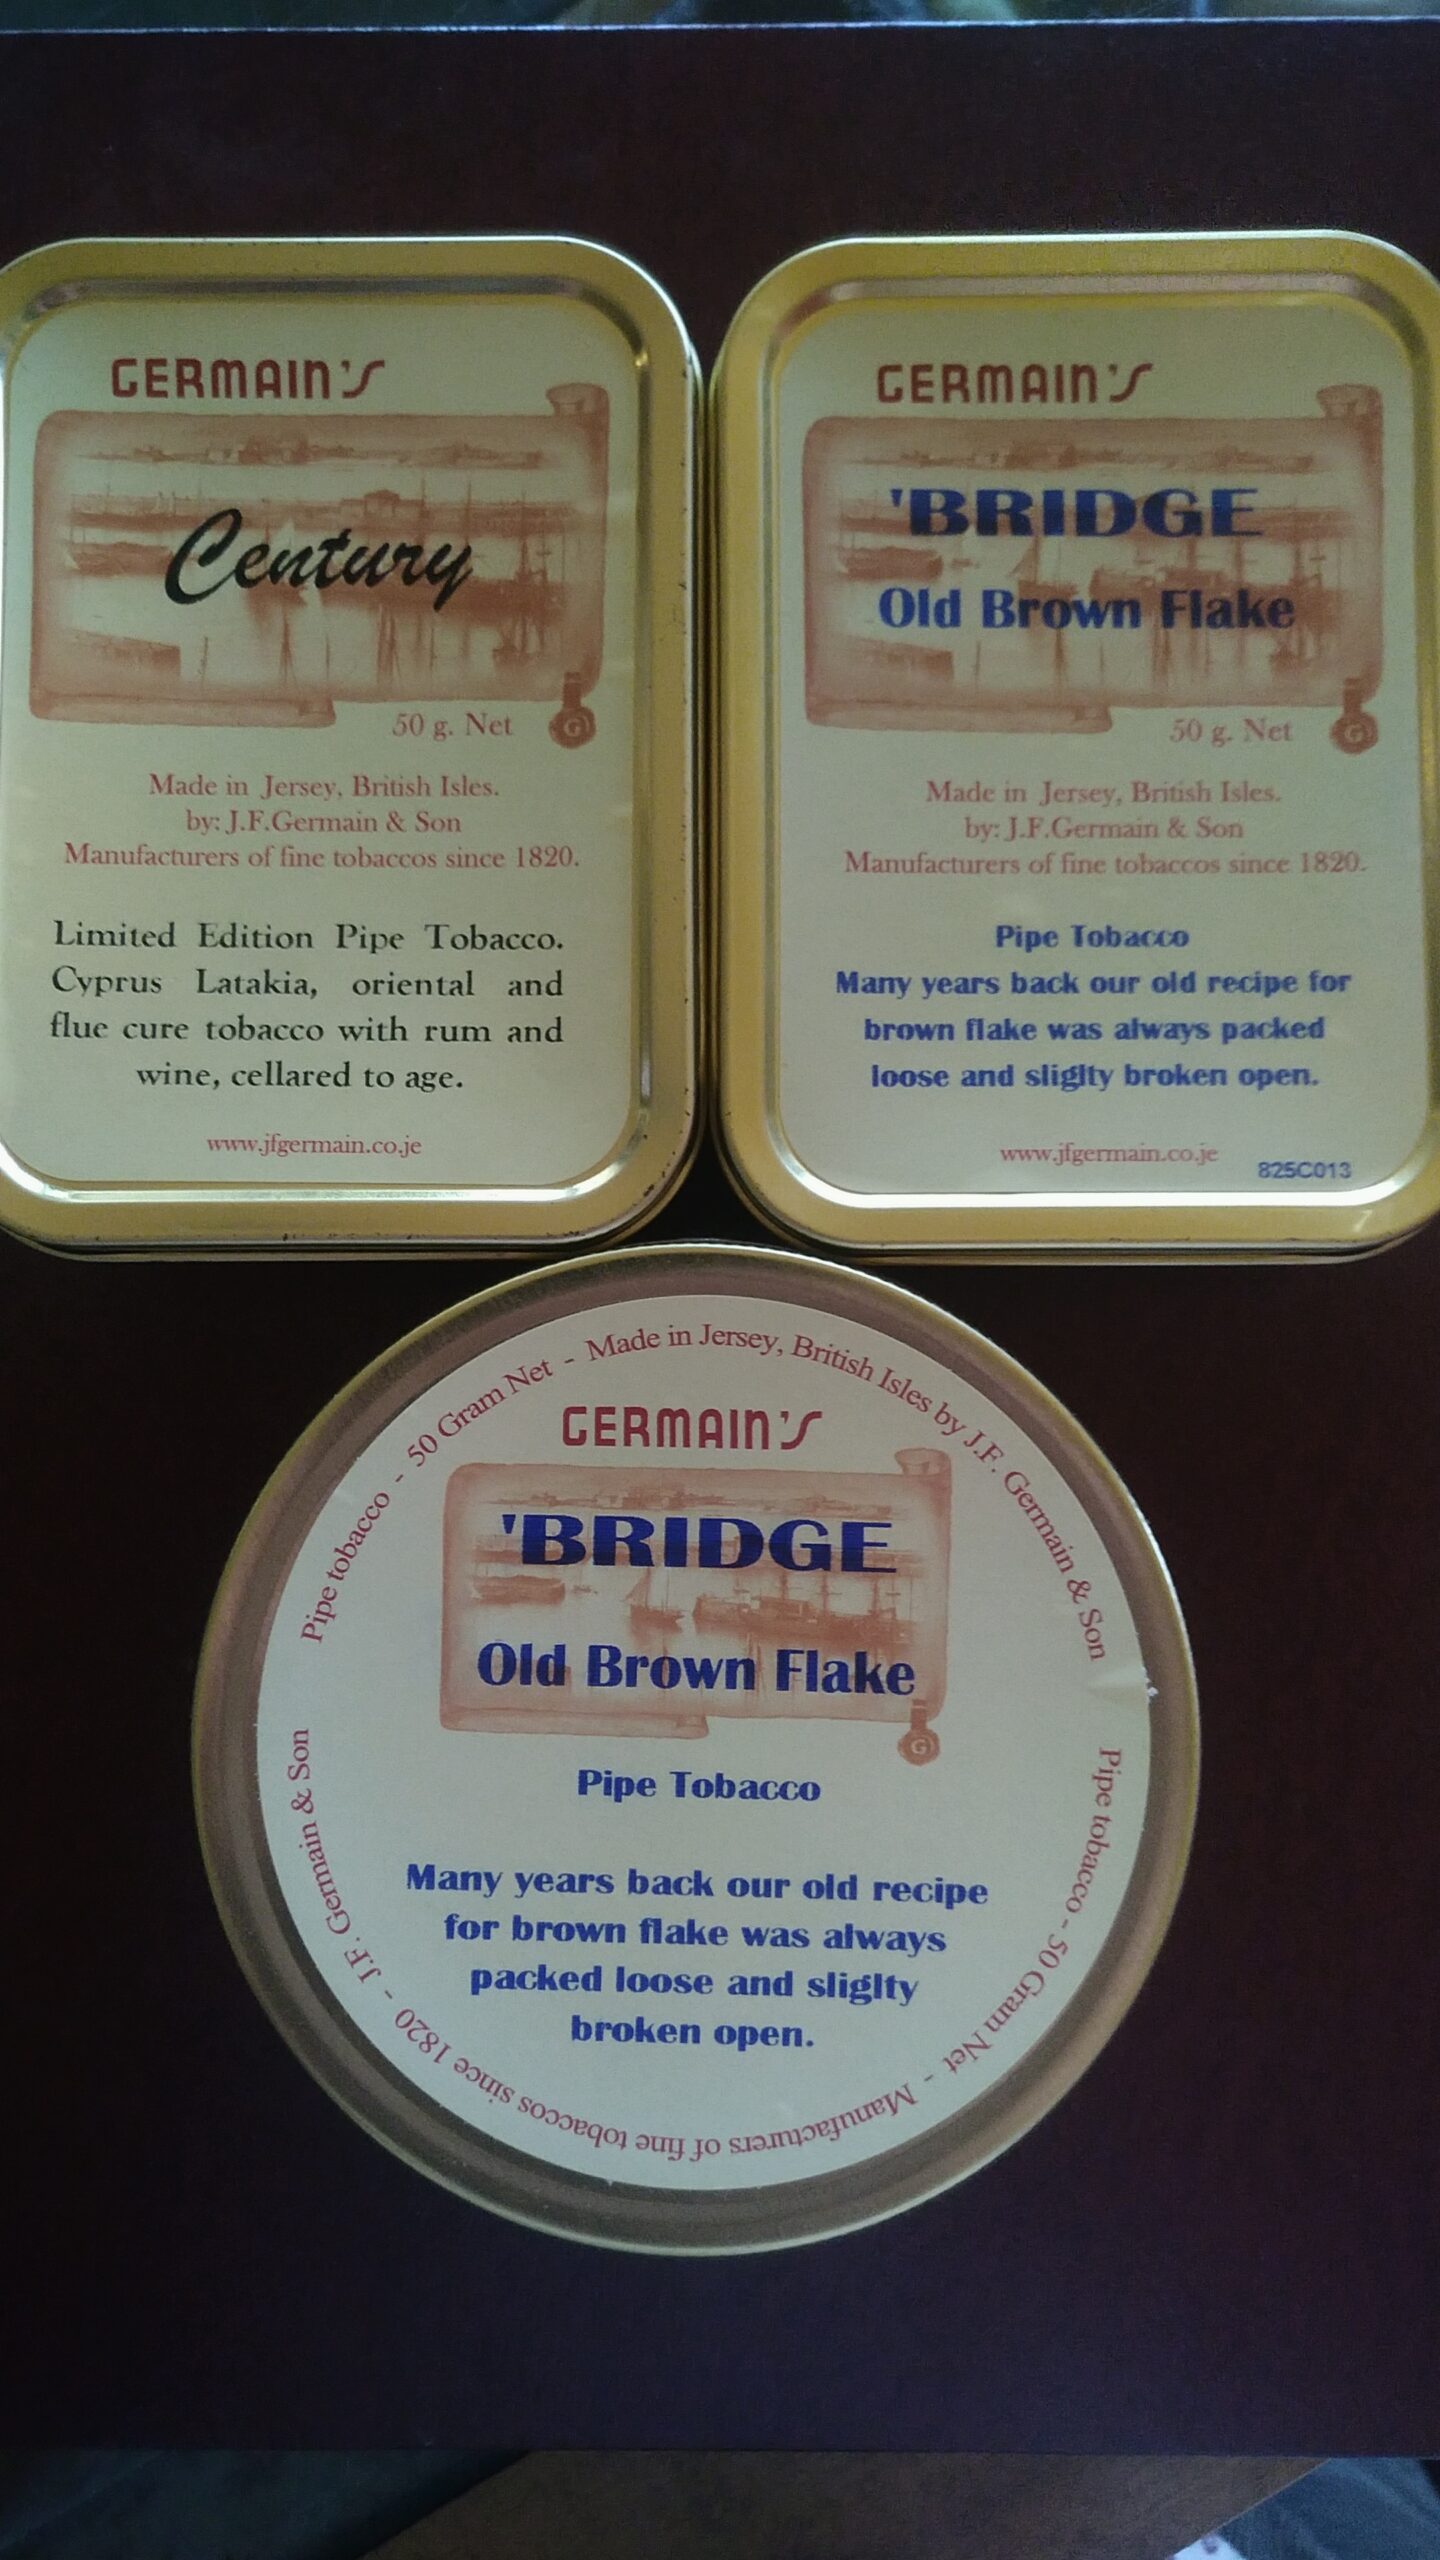 GERMAIN'S
Century
50 g. Net
G
Made in Jersey, British Isles.
by: J.F.Germain & Son
Manufacturers of fine tobaccos since 1820.
Limited Edition Pipe Tobacco.
Cyprus Latakia, oriental and
flue cure tobacco with rum and
wine, cellared to age.
www.jfgermain.co.je
GERMAIN'S
'BRIDGE
Old Brown Flake
50 g. Net
G
Made in Jersey, British Isles.
by: J.F.Germain & Son
Manufacturers of fine tobaccos since 1820.
Pipe Tobacco
Many years back our old recipe for
brown flake was always packed
loose and sliglty broken open.
www.jfgermain.co.je
825C013
Pipe tobacco - 50 Gram Net - Made in Jersey, British Isles by J.F. Germain & Son
GERMAIN'S
'BRIDGE
Old Brown Flake
G
Pipe Tobacco
Many years back our old recipe
for brown flake was always
packed loose and sliglty
broken open.
Pipe tobacco - 50 Gram Net - Manufacturers of fine tobaccos since 1820 - J.F. Germain & Son